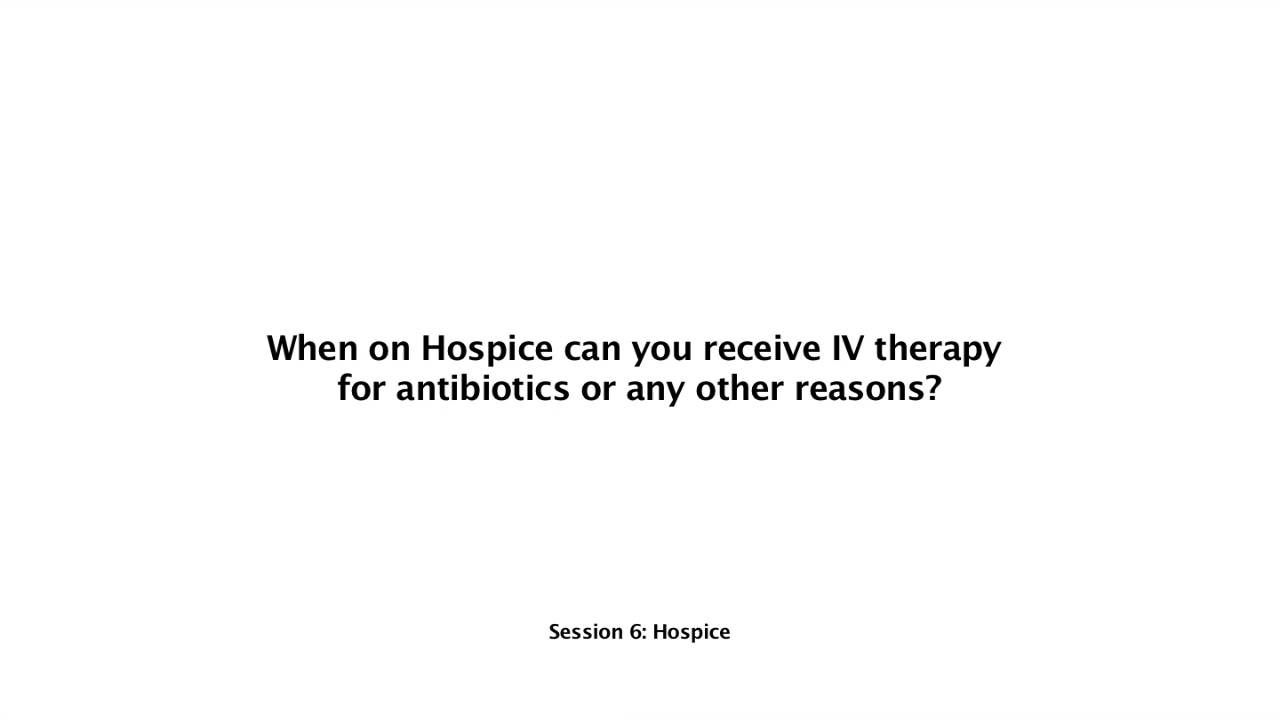 When on Hospice can you receive IV therapy
for antibiotics or any other reasons?
Session 6: Hospice